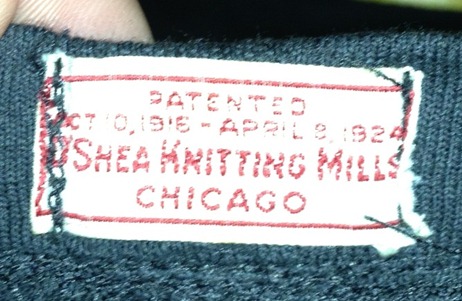 PATENTED
OCT 10, 1916 - APRIL 8, 1924
O'SHEA KNITTING MILLS
CHICAGO